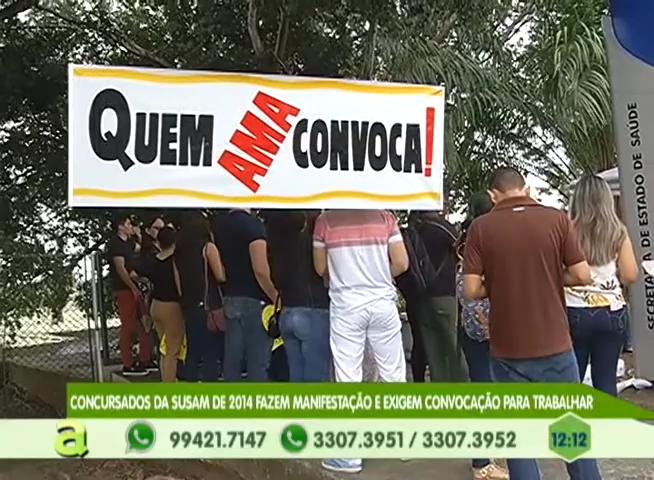 QUEM AMA CONVOCA!
SECRETARIA DE ESTADO DE SAÚDE
CONCURSADOS DA SUSAM DE 2014 FAZEM MANIFESTAÇÃO E EXIGEM CONVOCAÇÃO PARA TRABALHAR
a 99421.7147 3307.3951 / 3307.3952 12:12